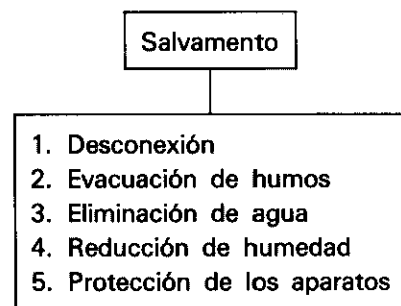 Salvamento
1. Desconexión
2. Evacuación de humos
3. Eliminación de agua
4. Reducción de humedad
5. Protección de los aparatos